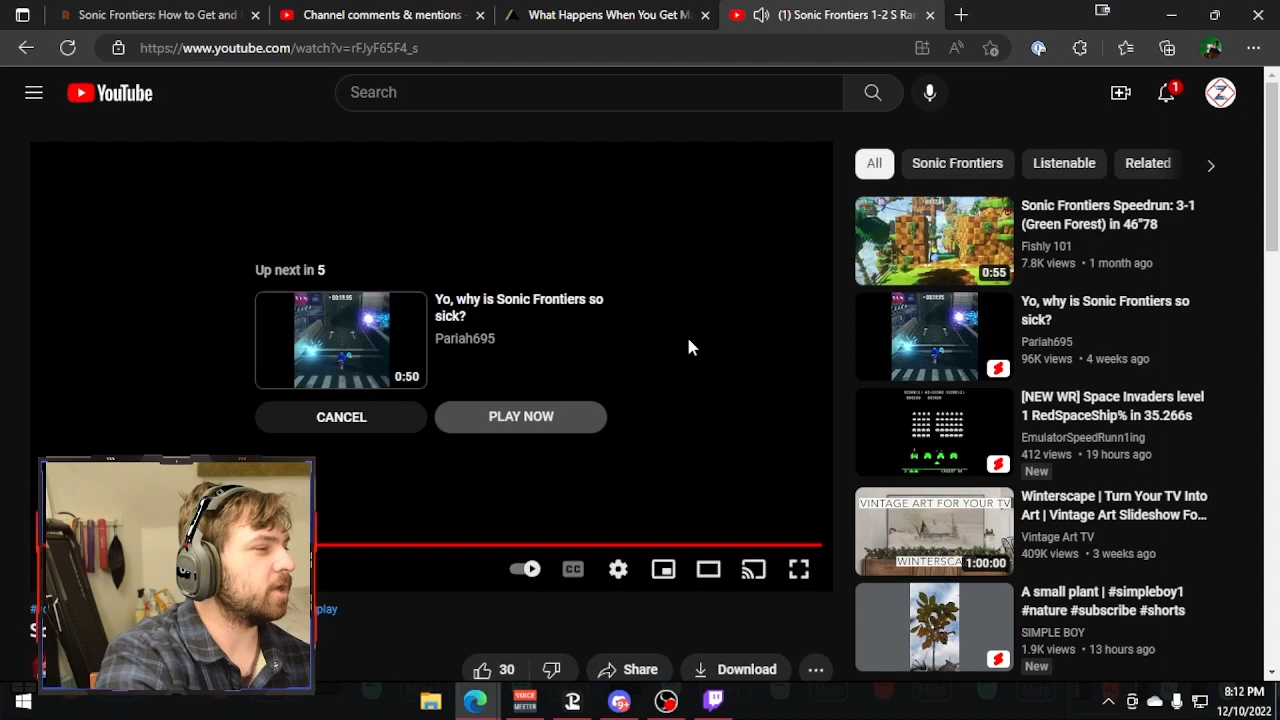 Sonic Frontiers: How to Get and
Channel comments & mentions -
What Happens When You Get Ma
(1) Sonic Frontiers 1-2 S Ran
https://www.youtube.com/watch?v=rFJyF65F4_s
YouTube
Search
1
All
Sonic Frontiers
Listenable
Related
Up next in 5
Yo, why is Sonic Frontiers so
sick?
Pariah695
0:50
CANCEL
PLAY NOW
Sonic Frontiers Speedrun: 3-1
(Green Forest) in 46"78
Fishly 101
7.8K views • 1 month ago
0:55
Yo, why is Sonic Frontiers so
sick?
Pariah695
96K views • 4 weeks ago
[NEW WR] Space Invaders level
1 RedSpaceShip% in 35.266s
EmulatorSpeedRunn1ing
412 views • 19 hours ago
New
VINTAGE ART FOR YOUR TV
WINTERSCA
1:00:00
Winterscape | Turn Your TV Into
Art | Vintage Art Slideshow Fo...
Vintage Art TV
409K views • 3 weeks ago
A small plant | #simpleboy1
#nature #subscribe #shorts
SIMPLE BOY
1.9K views • 13 hours ago
New
CC
play
30
Share
Download
VOICE
MEETER
9+
8:12 PM
12/10/2022